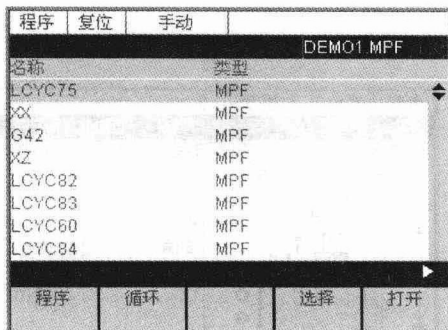 程序 复位 手动
DEMO1.MPF
名称 类型
LCYC75 MPF
XX MPF
G42 MPF
XZ MPF
LCYC82 MPF
LCYC83 MPF
LCYC60 MPF
LCYC84 MPF
程序 循环 选择 打开